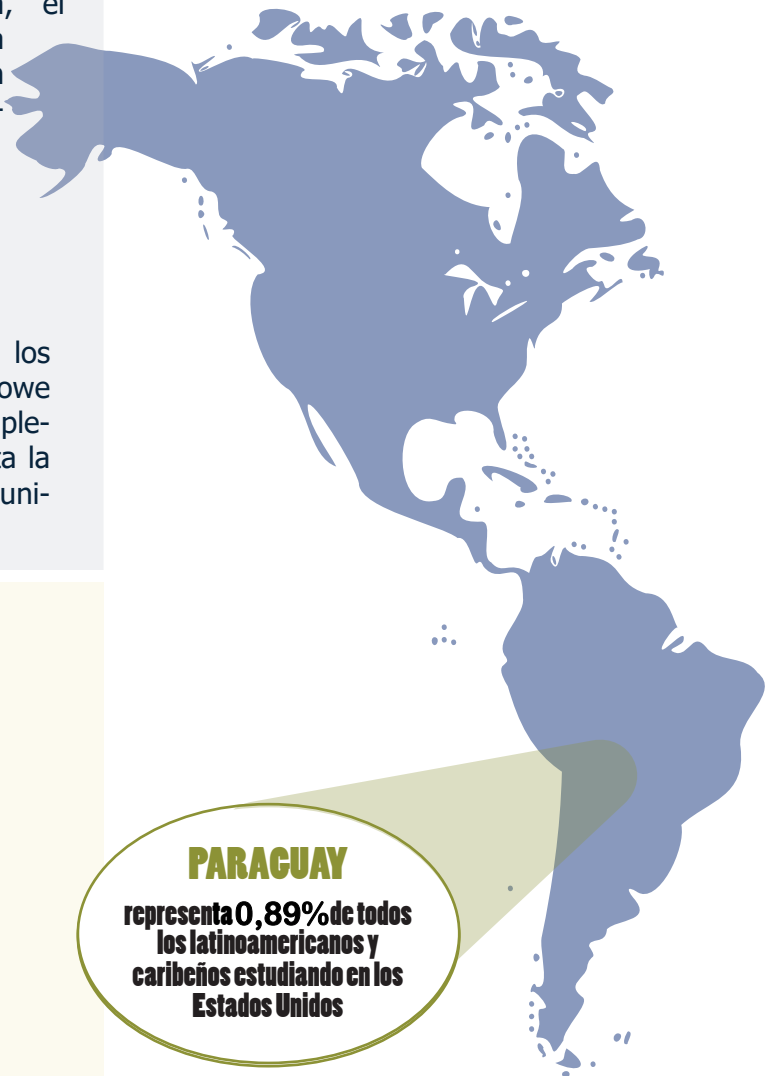 el
los
owe
ple-
la
uni-
PARAGUAY
representa 0,89% de todos
los latinoamericanos y
caribeños estudiando en los
Estados Unidos